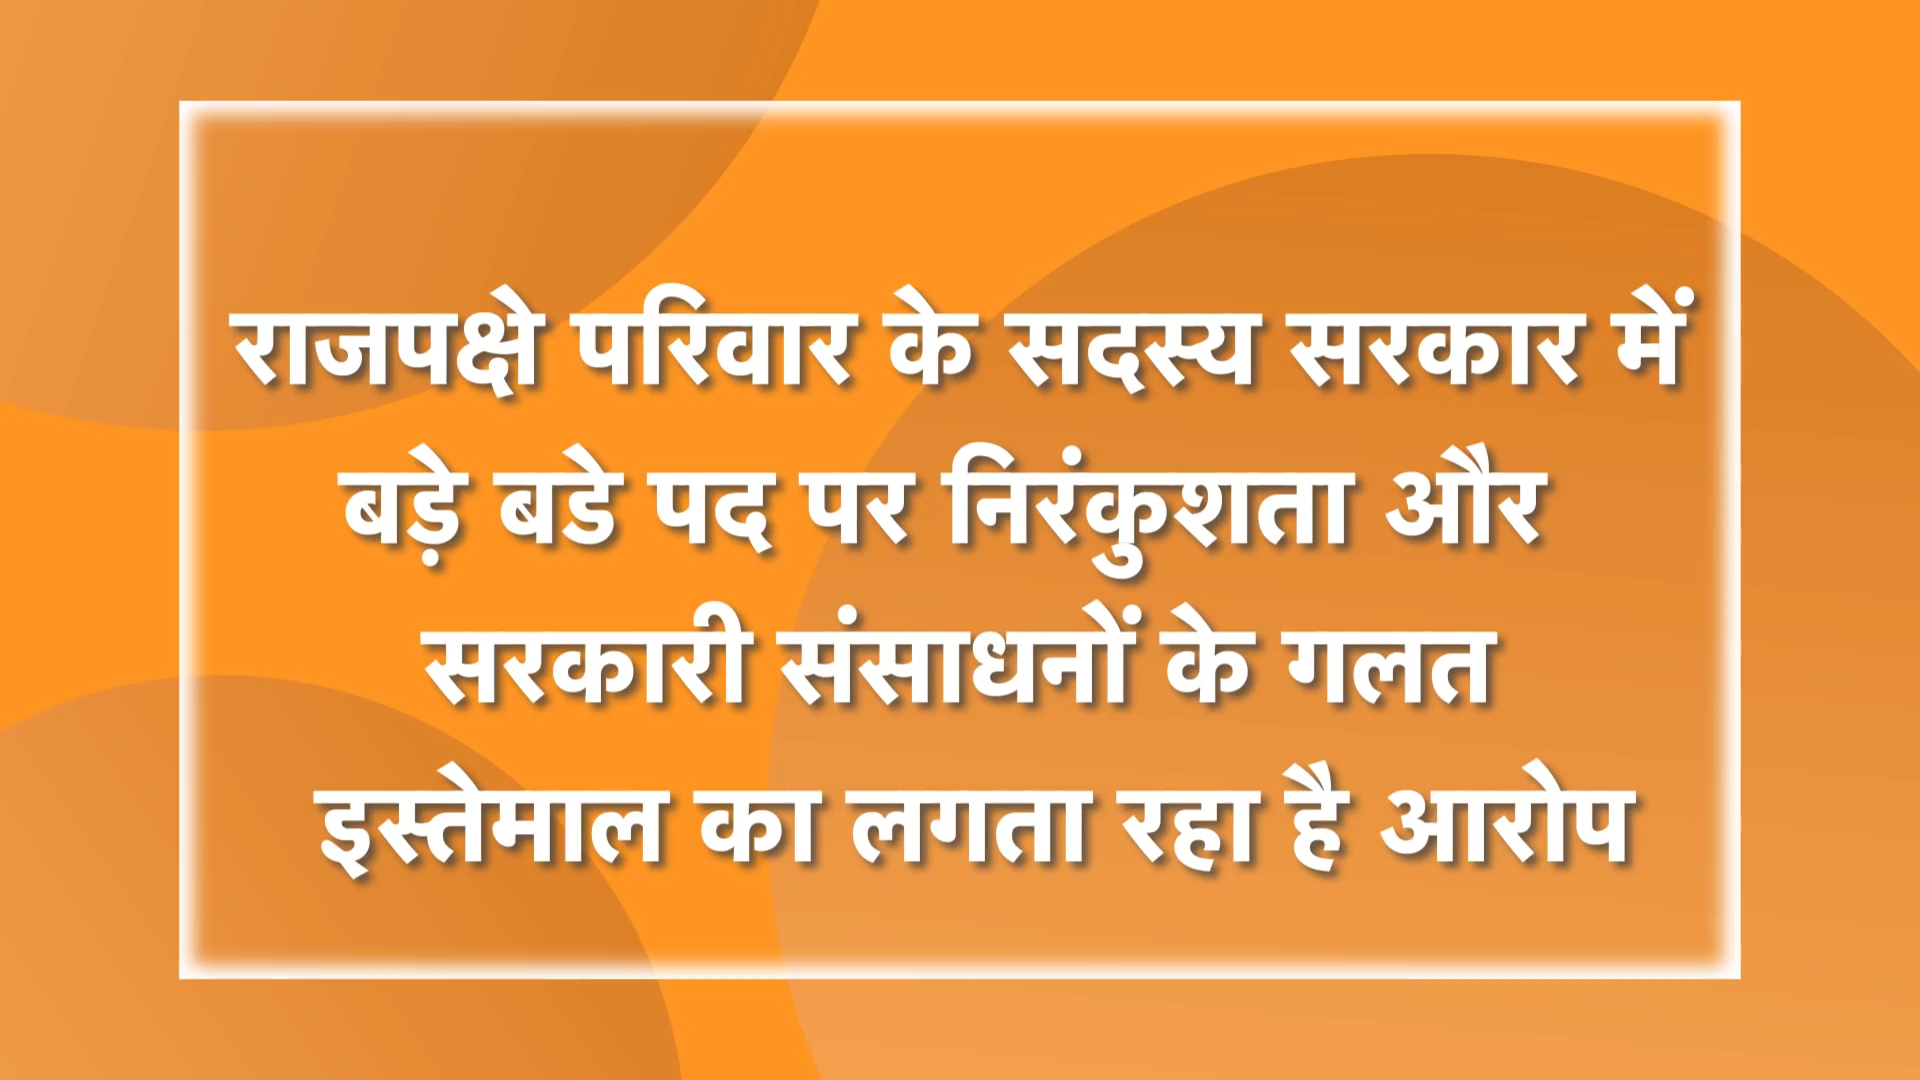 राजपक्षे परिवार के सदस्य सरकार में
बड़े बडे पद पर निरंकुशता और
सरकारी संसाधनों के गलत
इस्तेमाल का लगता रहा है आरोप